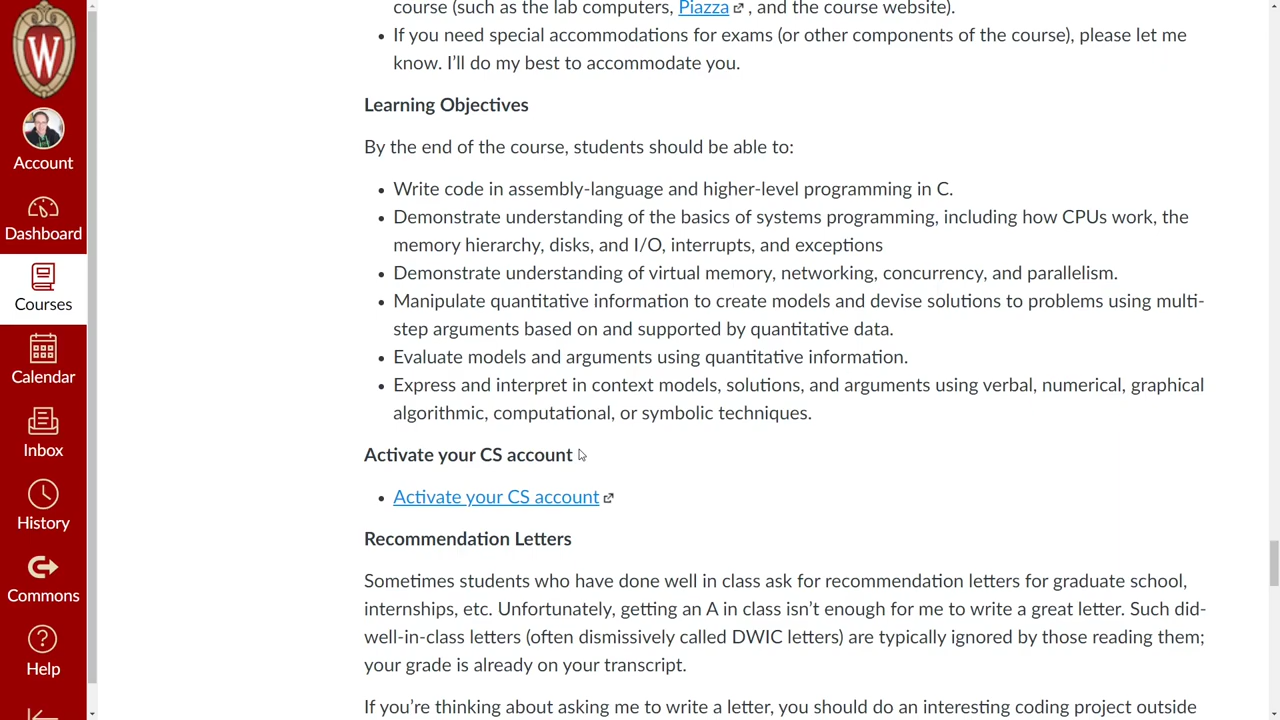 course (such as the lab computers, Piazza , and the course website).
• If you need special accommodations for exams (or other components of the course), please let me
know. I'll do my best to accommodate you.
Learning Objectives
By the end of the course, students should be able to:
• Write code in assembly-language and higher-level programming in C.
• Demonstrate understanding of the basics of systems programming, including how CPUs work, the
memory hierarchy, disks, and I/O, interrupts, and exceptions
• Demonstrate understanding of virtual memory, networking, concurrency, and parallelism.
• Manipulate quantitative information to create models and devise solutions to problems using multi-
step arguments based on and supported by quantitative data.
• Evaluate models and arguments using quantitative information.
• Express and interpret in context models, solutions, and arguments using verbal, numerical, graphical
algorithmic, computational, or symbolic techniques.
Activate your CS account
• Activate your CS account
Recommendation Letters
Sometimes students who have done well in class ask for recommendation letters for graduate school,
internships, etc. Unfortunately, getting an A in class isn't enough for me to write a great letter. Such did-
well-in-class letters (often dismissively called DWIC letters) are typically ignored by those reading them;
your grade is already on your transcript.
If you're thinking about asking me to write a letter, you should do an interesting coding project outside
W
Account
Dashboard
Courses
Calendar
Inbox
History
Commons
Help